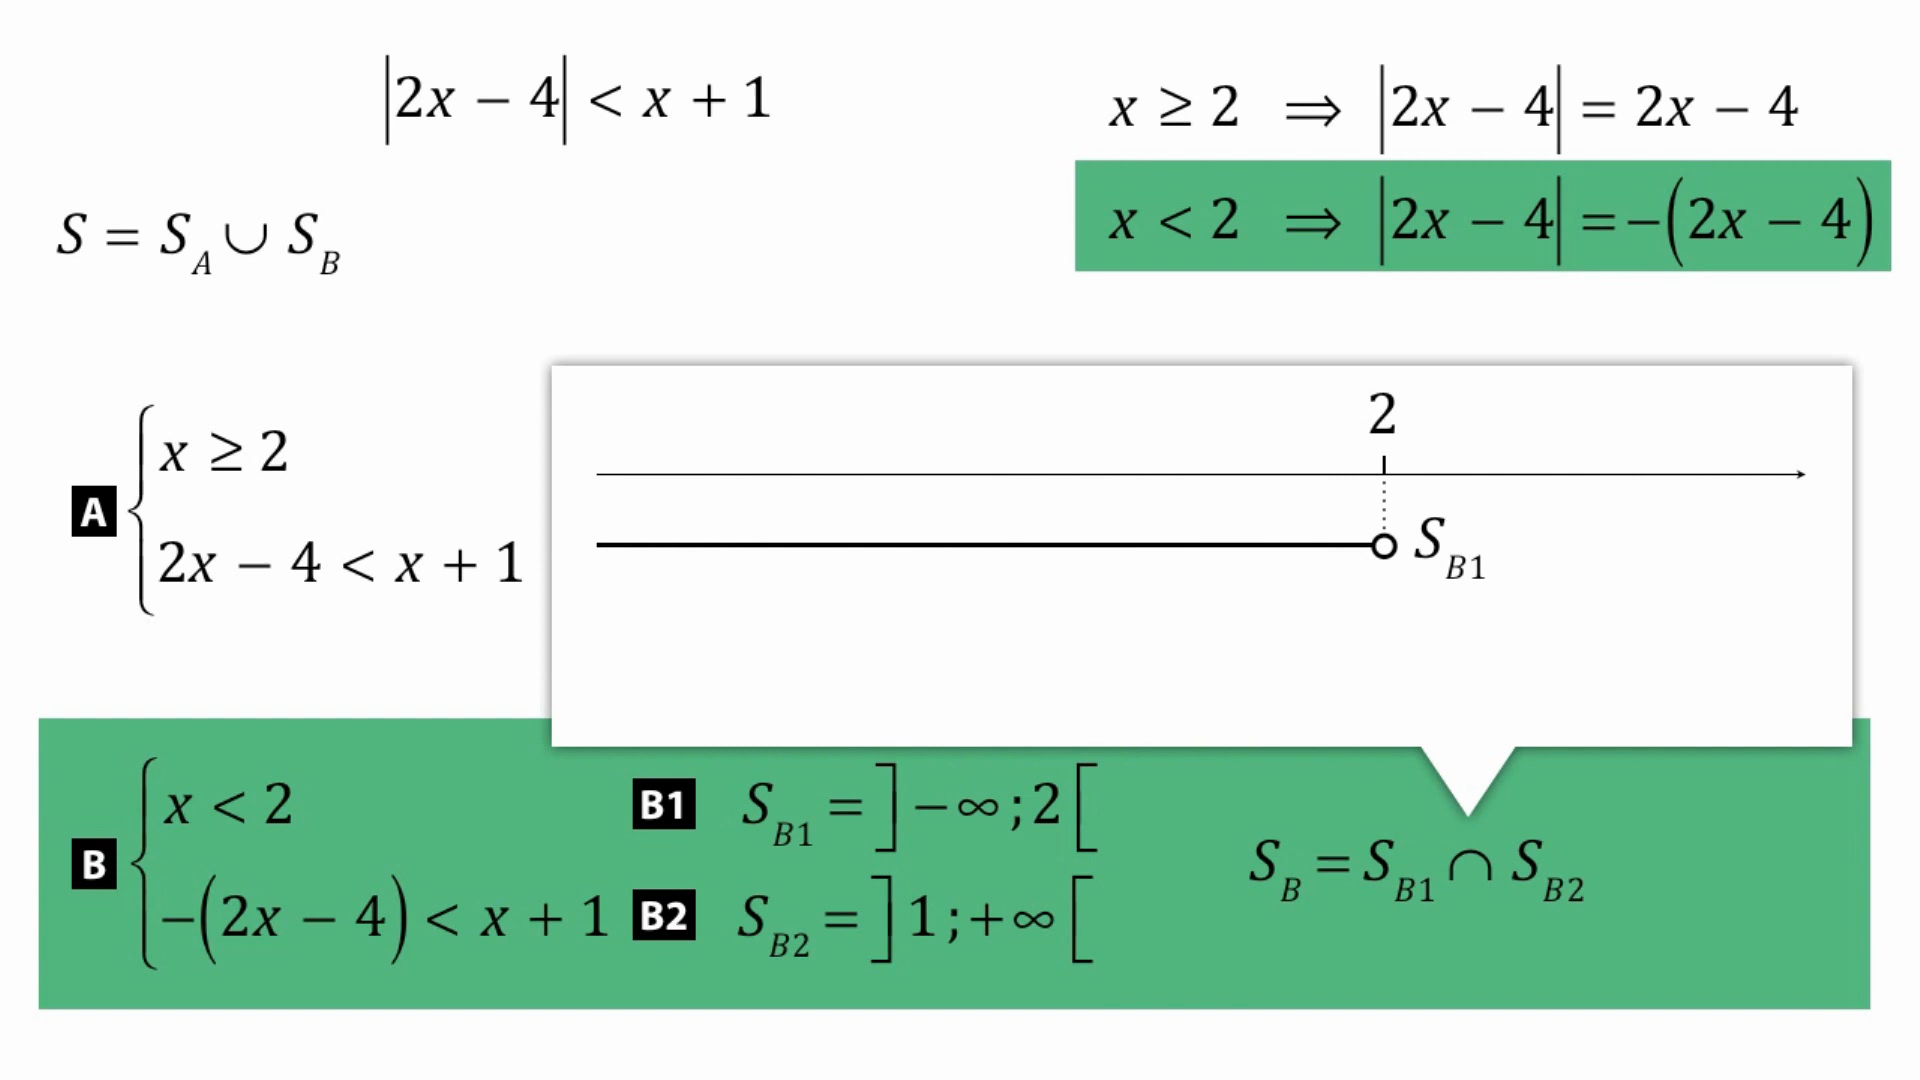 |2x − 4| < x + 1
x ≥ 2 ⇒ |2x − 4| = 2x − 4
x < 2 ⇒ |2x − 4| = −(2x − 4)
S = S_A ∪ S_B
2
S_B1
A
x ≥ 2
2x − 4 < x + 1
B
x < 2
−(2x − 4) < x + 1
B1 S_B1 = ]−∞;2[
B2 S_B2 = ]1;+∞[
S_B = S_B1 ∩ S_B2